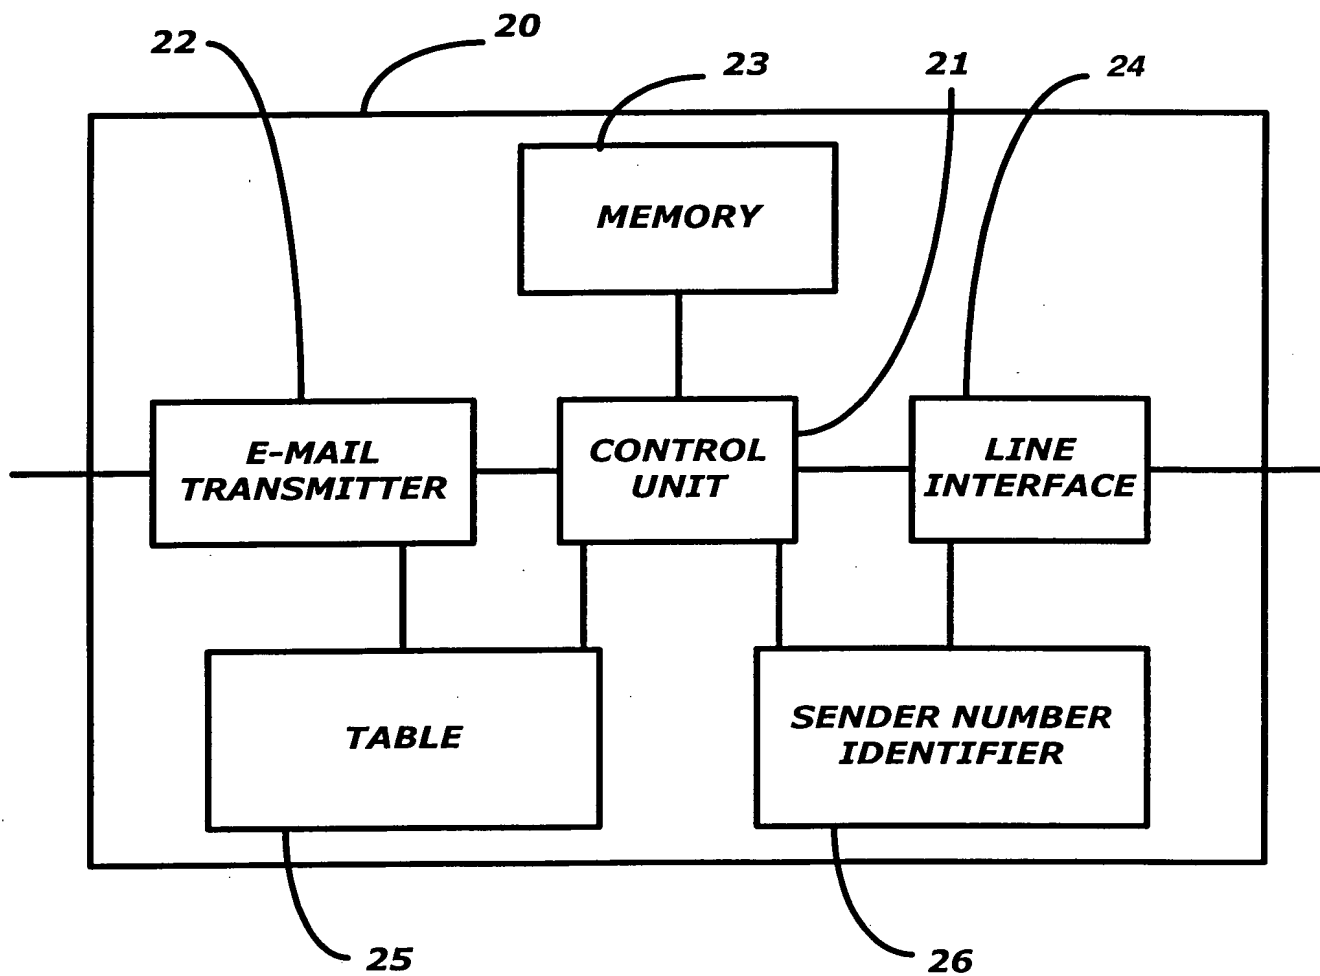 22
20
23
21
24
MEMORY
E-MAIL
TRANSMITTER
CONTROL
UNIT
LINE
INTERFACE
TABLE
SENDER NUMBER
IDENTIFIER
25
26